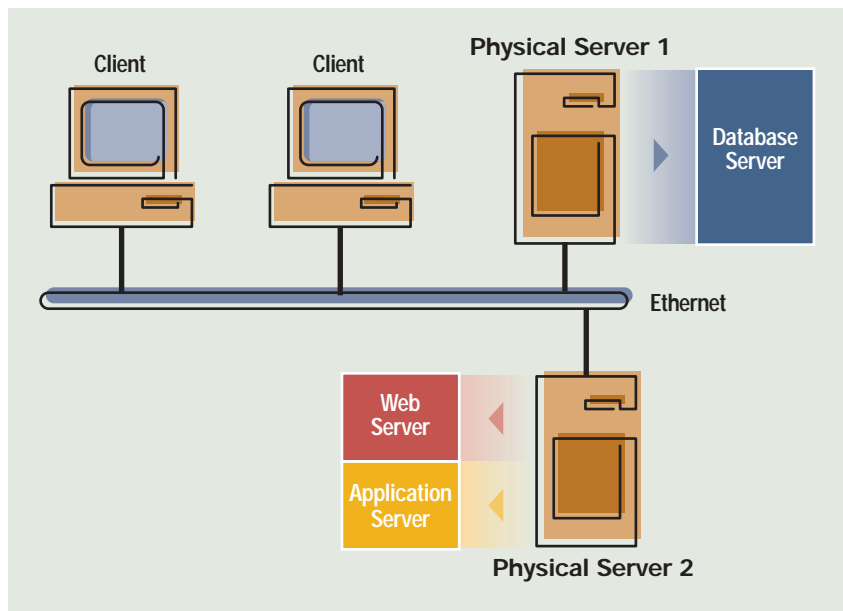 Client
Client
Physical Server 1
Database
Server
Ethernet
Web
Server
Application
Server
Physical Server 2